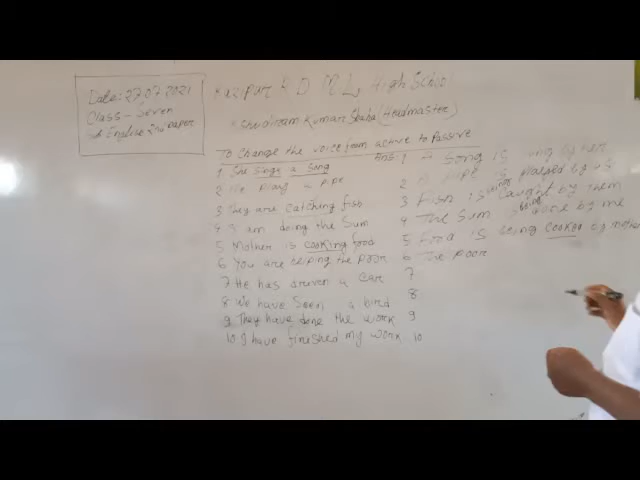 Date: 27.07.2021
Class - Seven
English 2nd paper
Kazipur R D M L High School
Kumar Shaha (Headmaster)
To Change the voice from active to Passive
1 She sings a song
2 We play a pipe
3 They are catching fish
4 I am doing the Sum
5 Mother is cooking food
6 You are helping the poor
7 He has driven a car
8 We have Seen a bird
9 They have done the work
10 I have finished my work
Ans: 1 A Song is sung by her
2 A pipe is played by us
3 Fish is being caught by them
4 The Sum is being done by me
5 Food is being cooked by mother
6 The poor
7
8
9
10